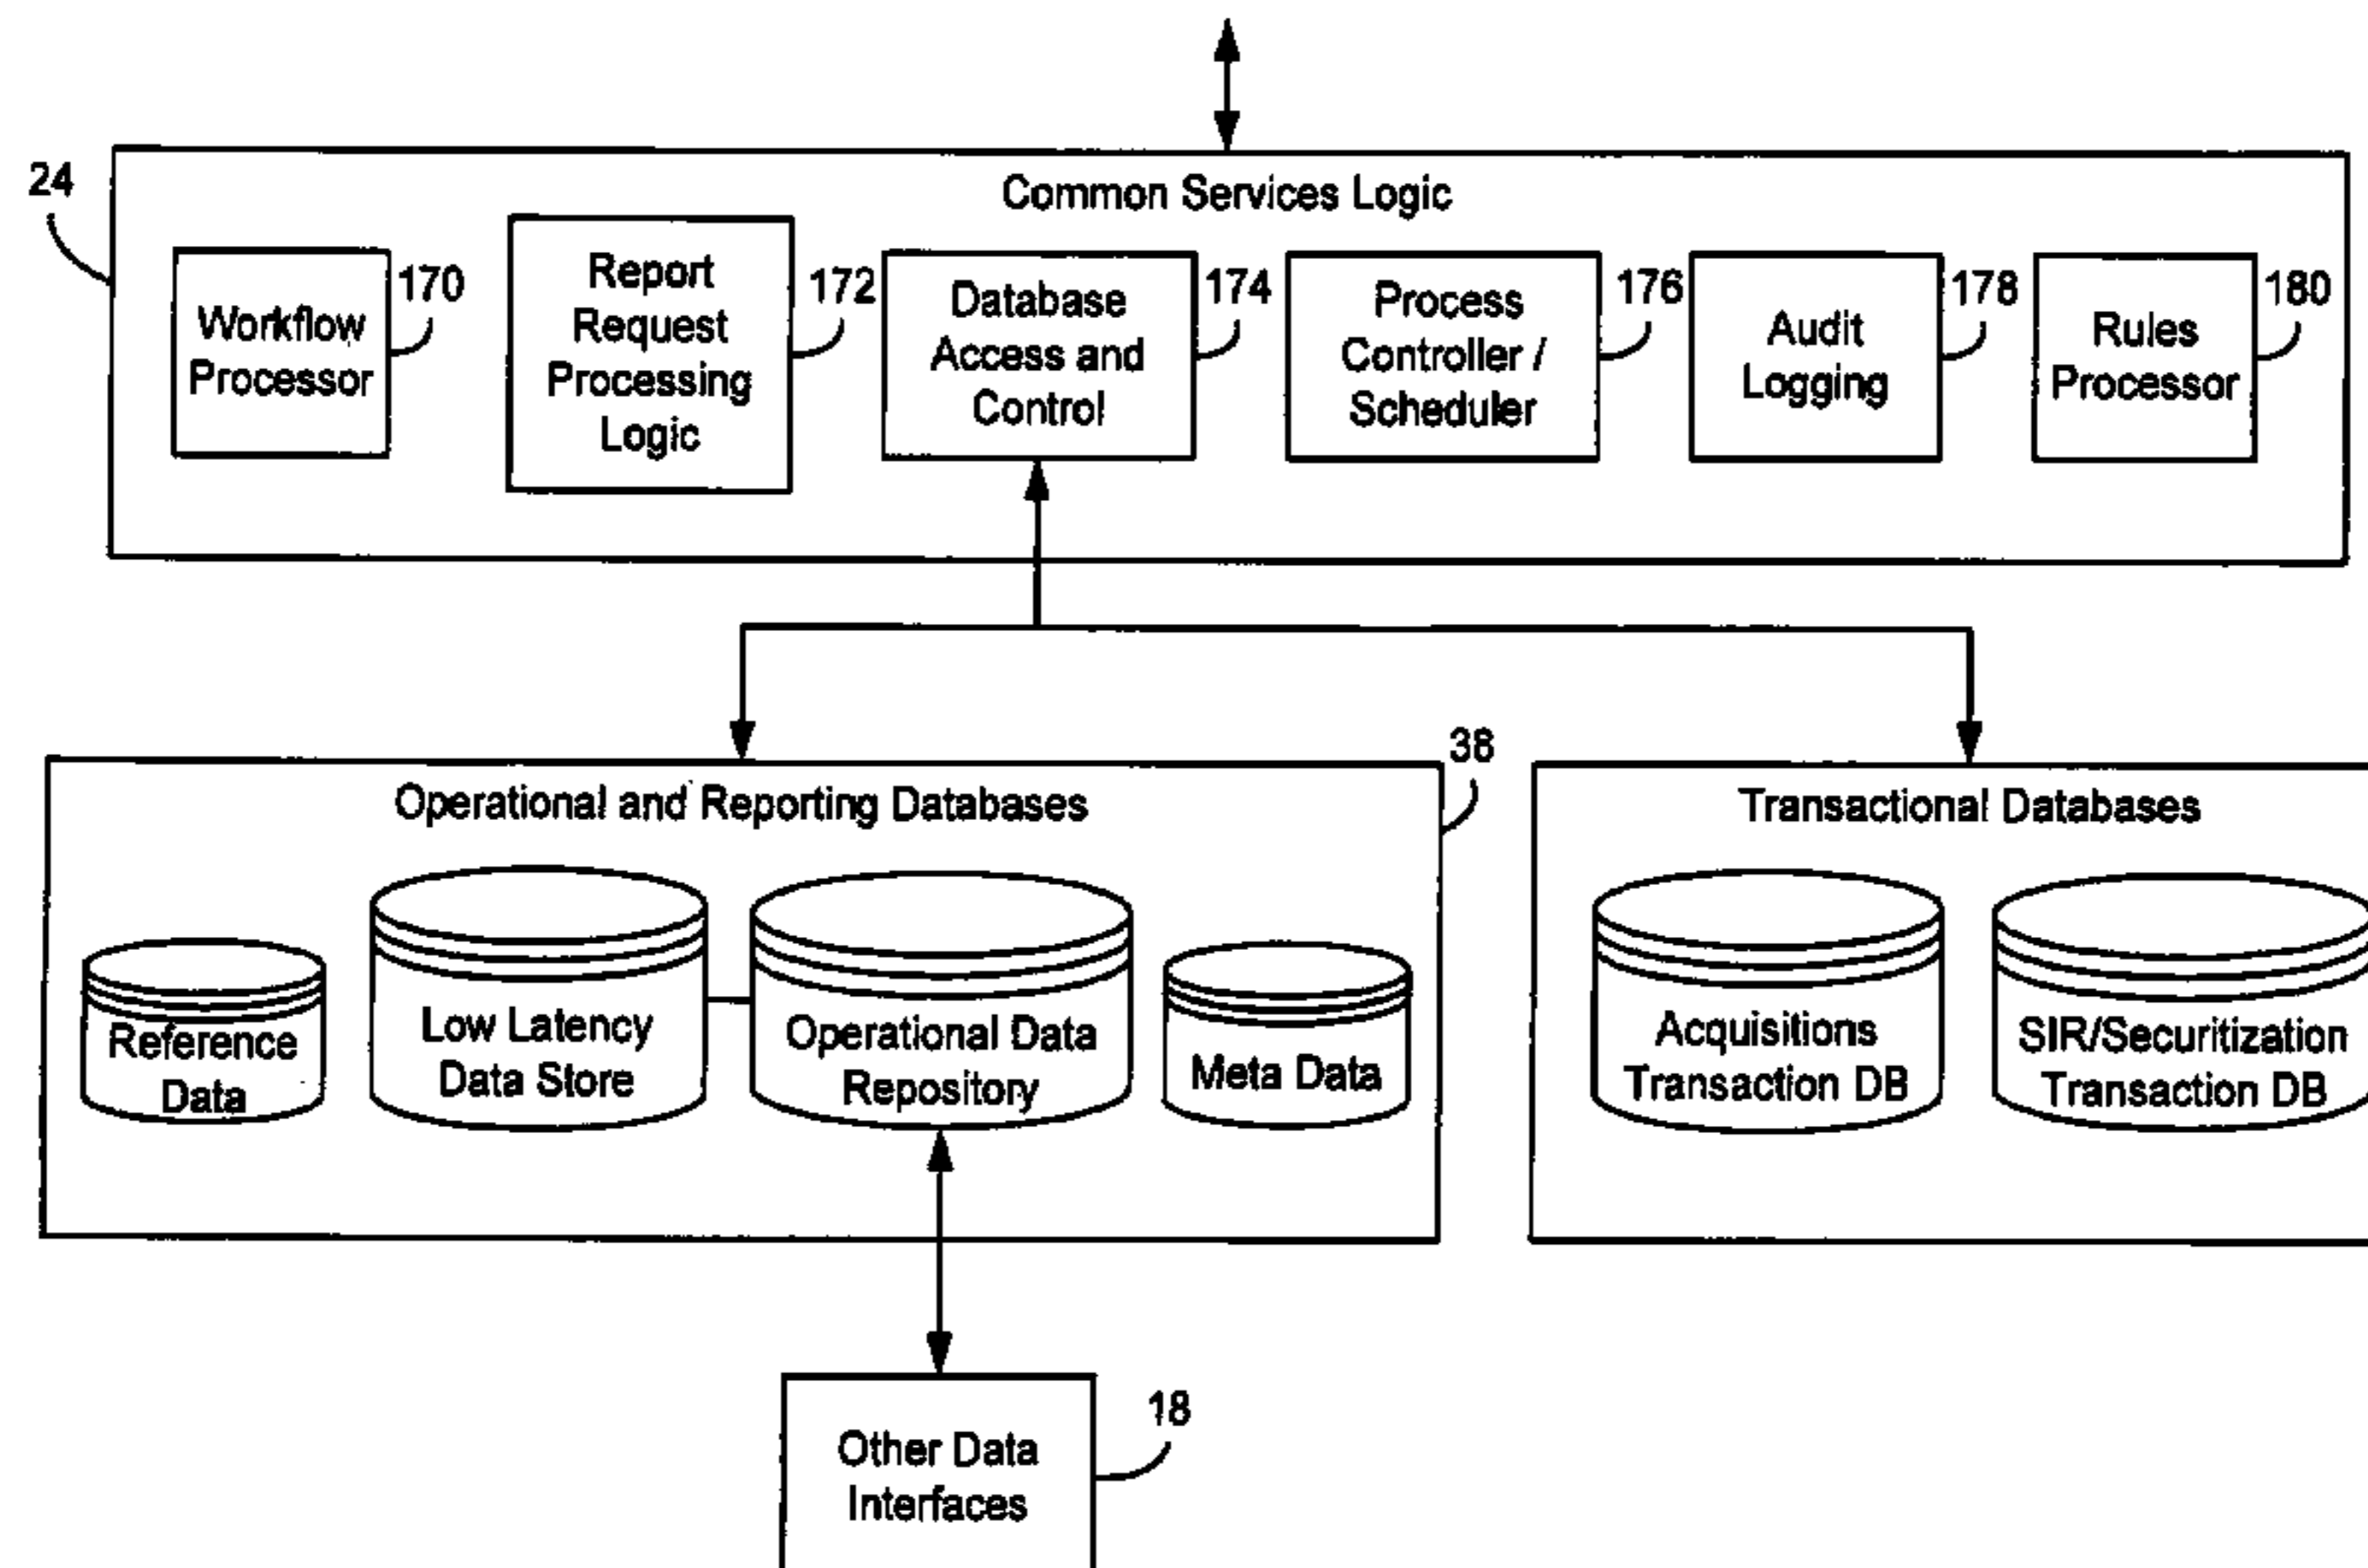 Common Services Logic
24
Workflow
Processor
170
Report
Request
Processing
Logic
172
Database
Access and
Control
174
Process
Controller /
Scheduler
176
Audit
Logging
178
Rules
Processor
180
Operational and Reporting Databases
38
Reference
Data
Low Latency
Data Store
Operational Data
Repository
Meta Data
Transactional Databases
Acquisitions
Transaction DB
SIR/Securitization
Transaction DB
Other Data
Interfaces
18